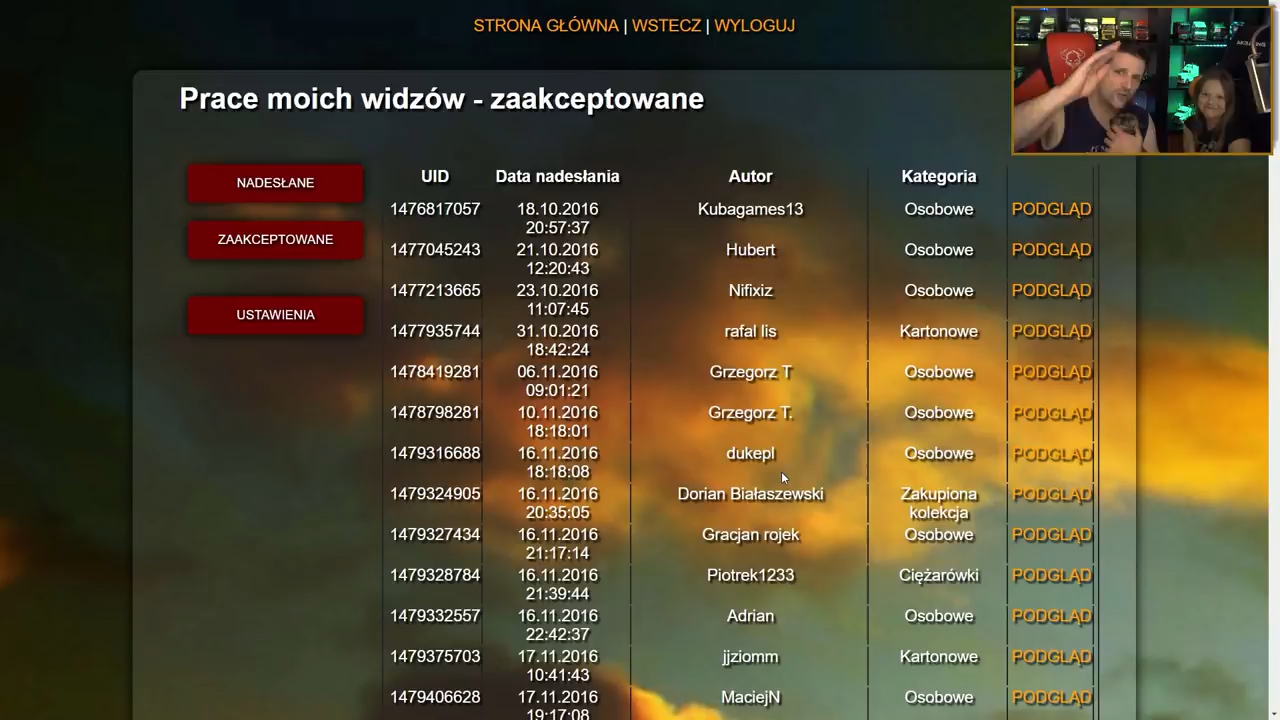 STRONA GŁÓWNA | WSTECZ | WYLOGUJ
Prace moich widzów - zaakceptowane
NADESŁANE
ZAAKCEPTOWANE
USTAWIENIA
UID Data nadesłania Autor Kategoria
1476817057 18.10.2016 Kubagames13 Osobowe PODGLĄD
20:57:37
1477045243 21.10.2016 Hubert Osobowe PODGLĄD
12:20:43
1477213665 23.10.2016 Nifixiz Osobowe PODGLĄD
11:07:45
1477935744 31.10.2016 rafal lis Kartonowe PODGLĄD
18:42:24
1478419281 06.11.2016 Grzegorz T Osobowe PODGLĄD
09:01:21
1478798281 10.11.2016 Grzegorz T. Osobowe PODGLĄD
18:18:01
1479316688 16.11.2016 dukepl Osobowe PODGLĄD
18:18:08
1479324905 16.11.2016 Dorian Białaszewski Zakupiona PODGLĄD
20:35:05 kolekcja
1479327434 16.11.2016 Gracjan rojek Osobowe PODGLĄD
21:17:14
1479328784 16.11.2016 Piotrek1233 Ciężarówki PODGLĄD
21:39:44
1479332557 16.11.2016 Adrian Osobowe PODGLĄD
22:42:37
1479375703 17.11.2016 jjziomm Kartonowe PODGLĄD
10:41:43
1479406628 17.11.2016 MaciejN Osobowe PODGLĄD
19:17:08